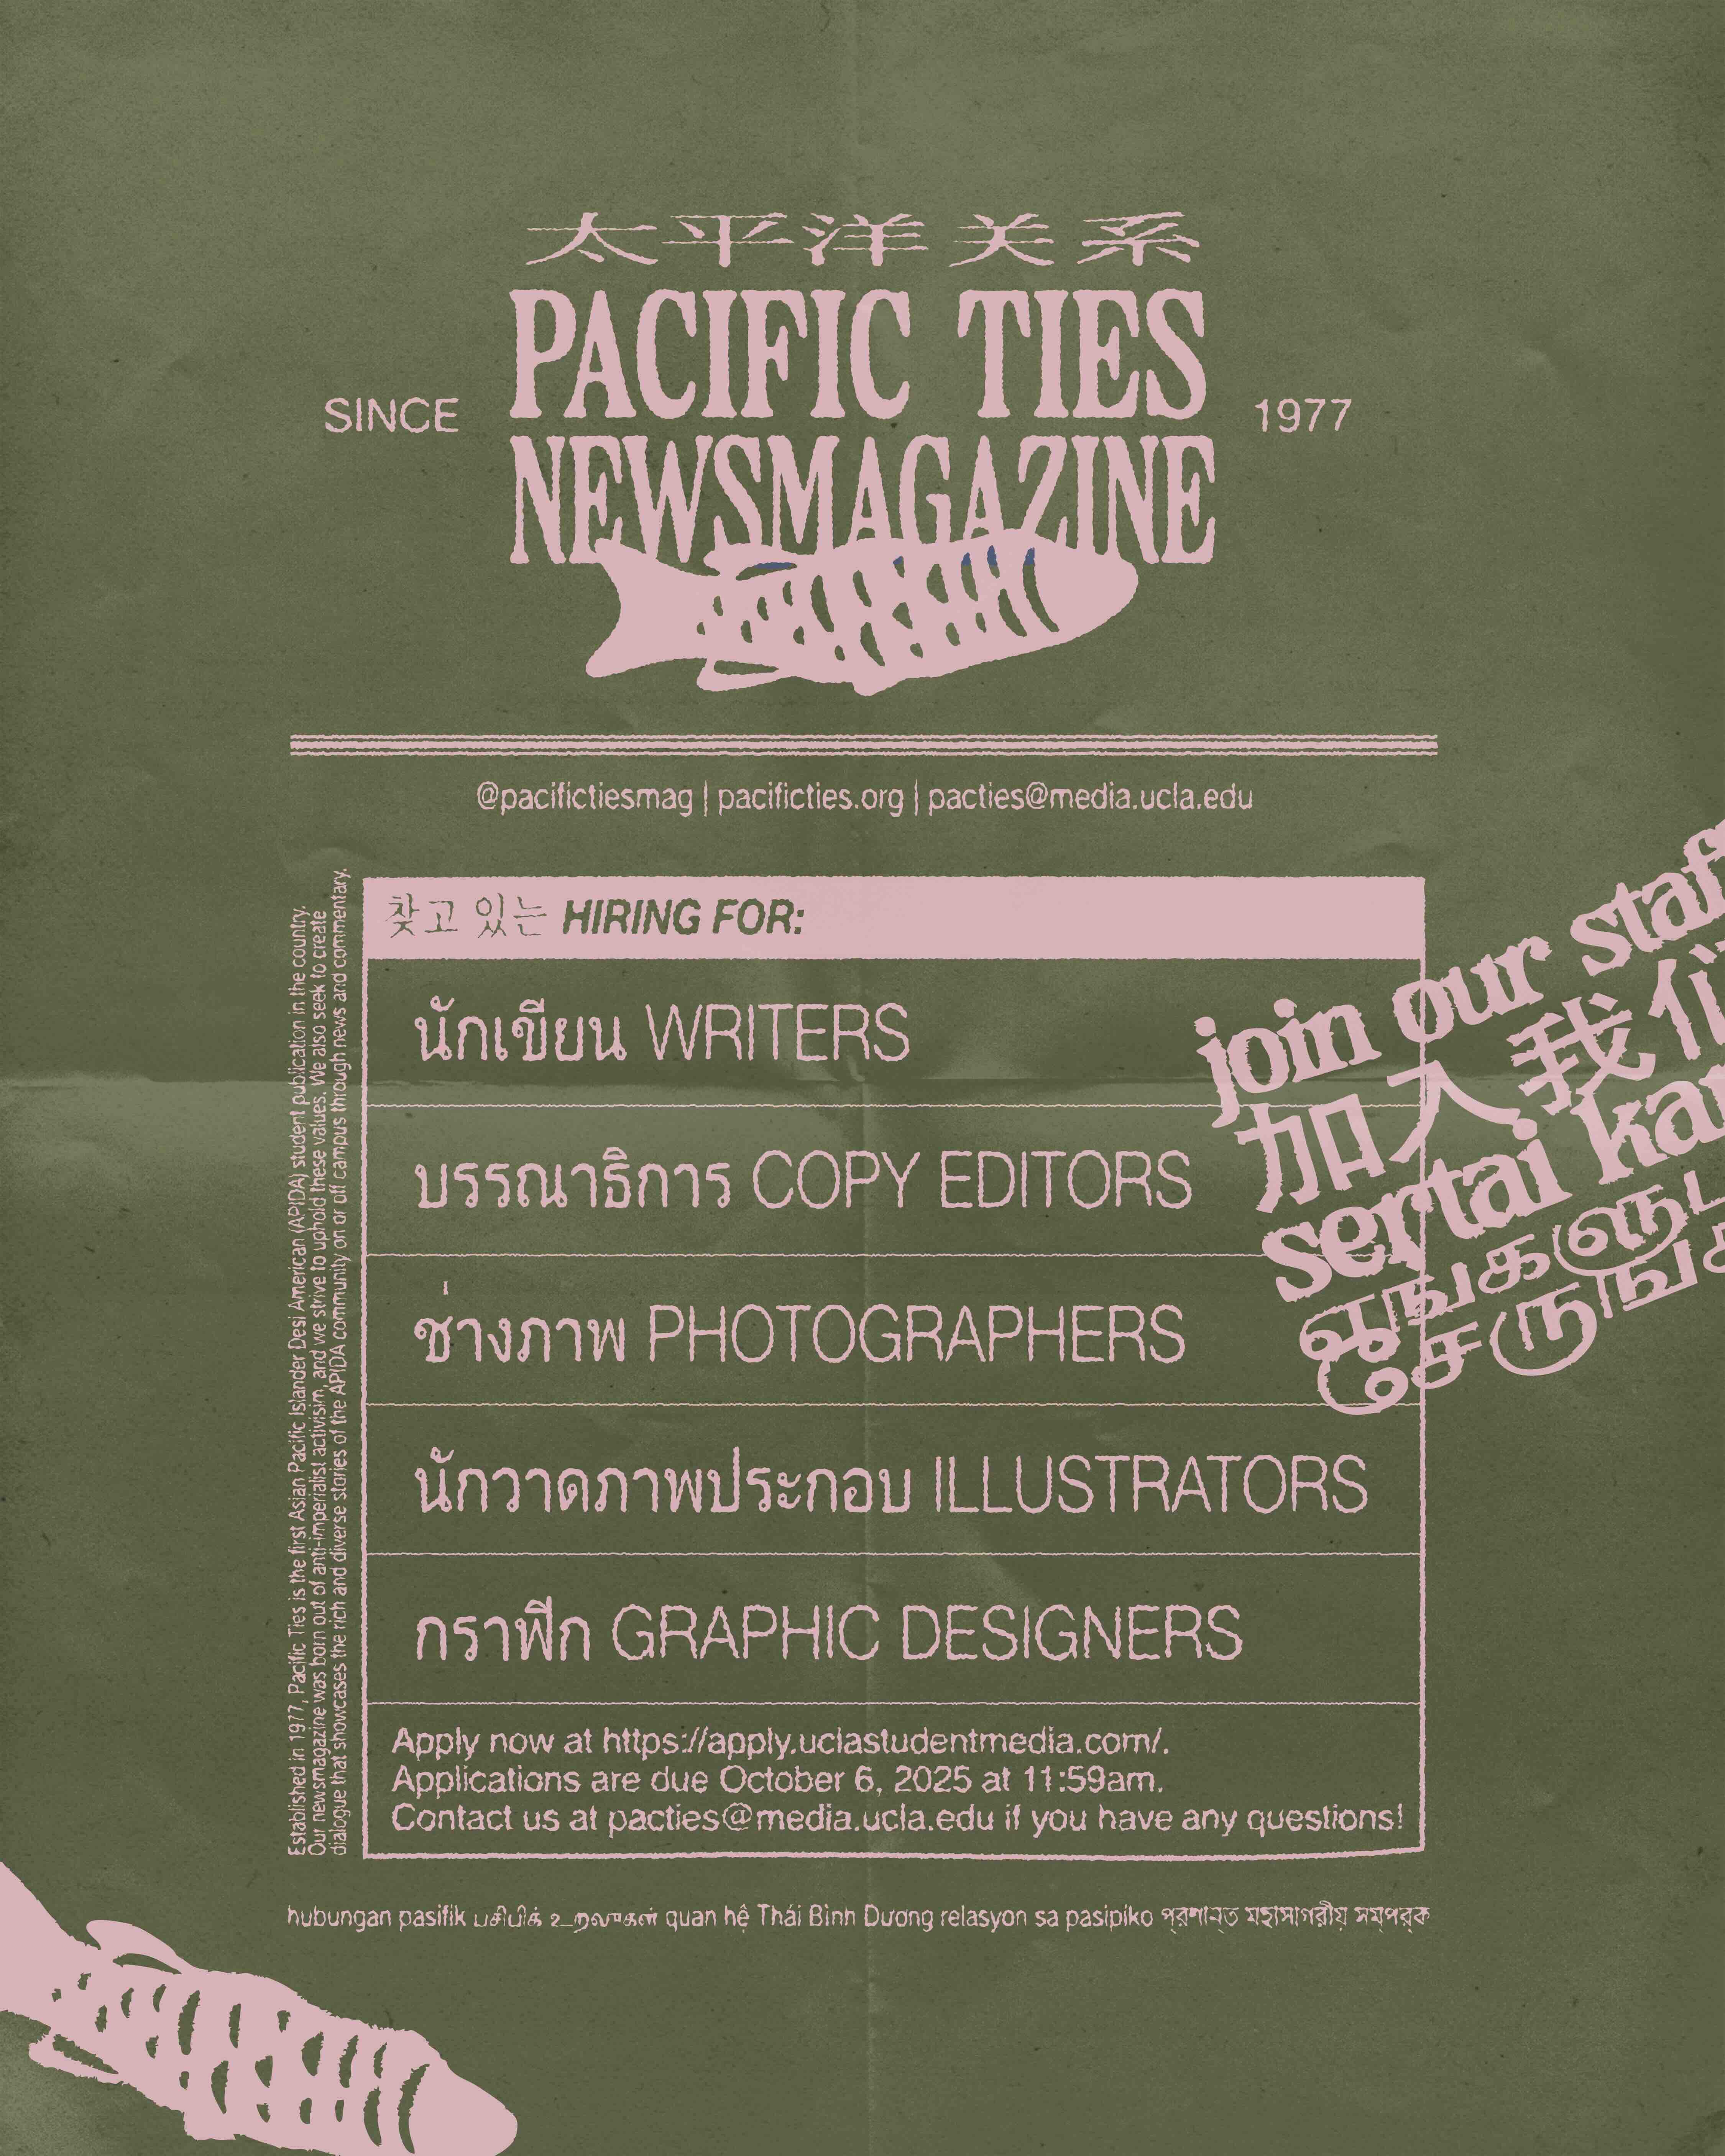 太平洋关系
PACIFIC TIES
SINCE
1977
NEWSMAGAZINE
@pacifictiesmag | pacificties.org | pacties@media.ucla.edu
찾고 있는 HIRING FOR:
นักเขียน WRITERS
บรรณาธิการ COPY EDITORS
ช่างภาพ PHOTOGRAPHERS
นักวาดภาพประกอบ ILLUSTRATORS
กราฟีก GRAPHIC DESIGNERS
Apply now at https://apply.uclastudentmedia.com/.
Applications are due October 6, 2025 at 11:59am.
Contact us at pacties@media.ucla.edu if you have any questions!
Established in 1977, Pacific Ties is the first Asian Pacific Islander Desi American (APIDA) student publication in the country.
Our newsmagazine was born out of anti-imperialist activisim, and we strive to uphold these values. We also seek to create
dialogue that showcases the rich and diverse stories of the APIDA community on or off campus through news and commentary.
join our staf
加入我们
sertai ka
hubungan pasifik பசிபிக் உறவுகள் quan hệ Thái Bình Dương relasyon sa pasipiko প্রশান্ত মহাসাগরীয় সম্পর্ক